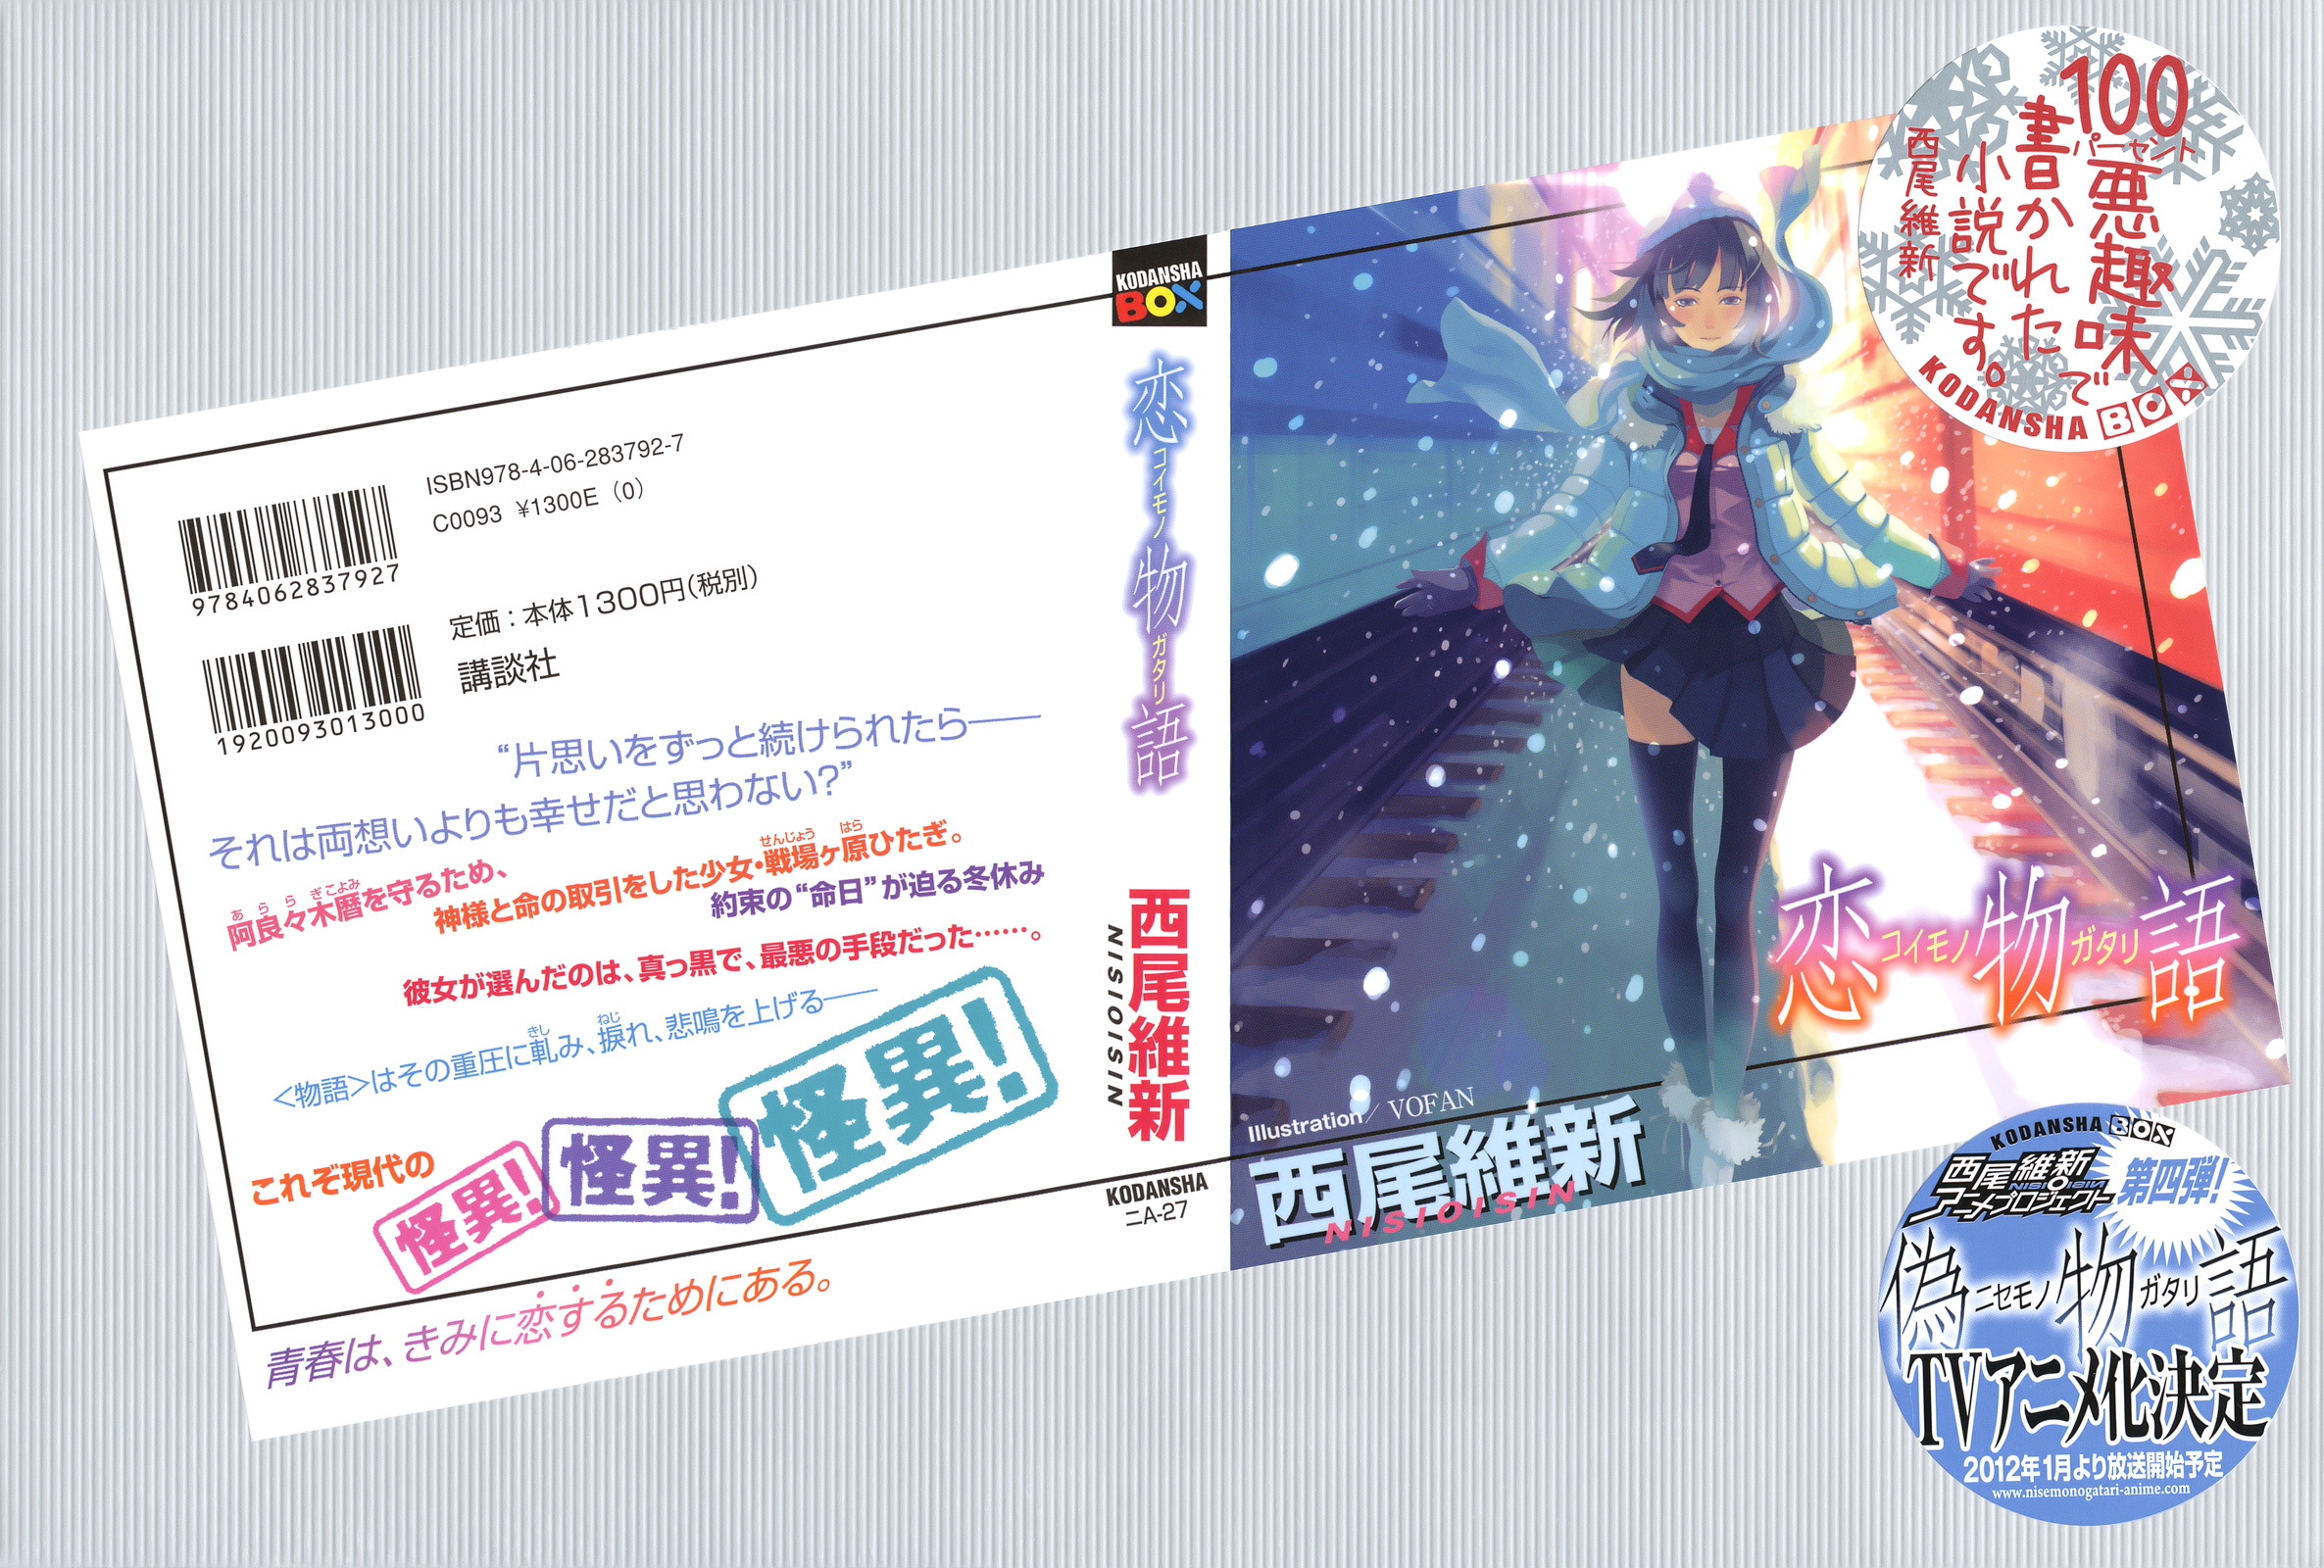 ISBN978-4-06-283792-7
C0093 ¥1300E (0)
9784062837927
定価：本体1300円(税別)
講談社
1920093013000
“片思いをずっと続けられたら——
それは両想いよりも幸せだと思わない?”
阿良々木暦を守るため、
あららぎこよみ
神様と命の取引をした少女・戦場ヶ原ひたぎ。
せんじょう はら
約束の“命日”が迫る冬休み
彼女が選んだのは、真っ黒で、最悪の手段だった……。
<物語>はその重圧に軋み、捩れ、悲鳴を上げる——
きし ねじ
これぞ現代の
怪異!
怪異!
怪異!
青春は、きみに恋するためにある。
KODANSHA
BOX
恋物語
コイモノガタリ
西尾維新
NISIOISIN
KODANSHA
ニA-27
恋物語
コイモノガタリ
Illustration/VOFAN
西尾維新
NISIOISIN
100
パーセント
悪趣味で
書かれた
小説です。
西尾維新
KODANSHA BOX
KODANSHA BOX
西尾維新
NISIOISIN
アニメプロジェクト
第四弾!
偽物語
ニセモノガタリ
TVアニメ化決定
2012年1月より放送開始予定
www.nisemonogatari-anime.com